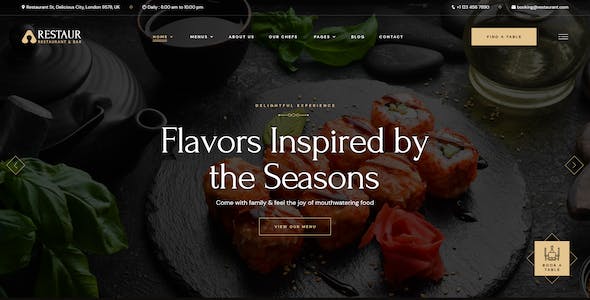 Restaurant St, Delicious City, London 9578, UK
Daily : 8:00 am to 10:00 pm
+1 123 456 7890
booking@restaurant.com
RESTAUR
RESTAURANT & BAR
HOME
MENUS
ABOUT US
OUR CHEFS
PAGES
BLOG
CONTACT
FIND A TABLE
DELIGHTFUL EXPERIENCE
Flavors Inspired by
the Seasons
Come with family & feel the joy of mouthwatering food
VIEW OUR MENU
BOOK A
TABLE